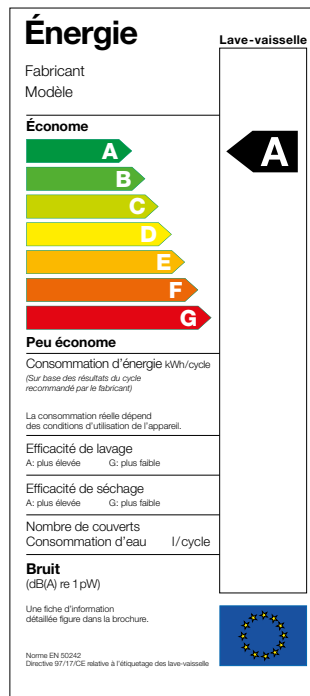 Énergie
Lave-vaisselle
Fabricant
Modèle
Économe
A
A
B
C
D
E
F
G
Peu économe
Consommation d'énergie kWh/cycle
(Sur base des résultats du cycle
recommandé par le fabricant)
La consommation réelle dépend
des conditions d'utilisation de l'appareil.
Efficacité de lavage
A: plus élevée G: plus faible
Efficacité de séchage
A: plus élevée G: plus faible
Nombre de couverts
Consommation d'eau l/cycle
Bruit
(dB(A) re 1 pW)
Une fiche d'information
détaillée figure dans la brochure.
Norme EN 50242
Directive 97/17/CE relative à l'étiquetage des lave-vaisselle